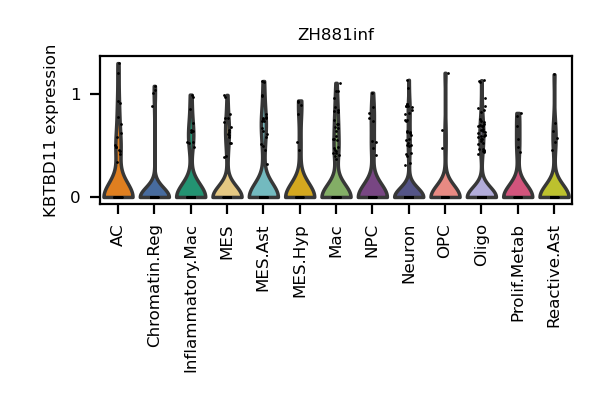 ZH881inf
KBTBD11 expression
1
0
AC
Chromatin.Reg
Inflammatory.Mac
MES
MES.Ast
MES.Hyp
Mac
NPC
Neuron
OPC
Oligo
Prolif.Metab
Reactive.Ast